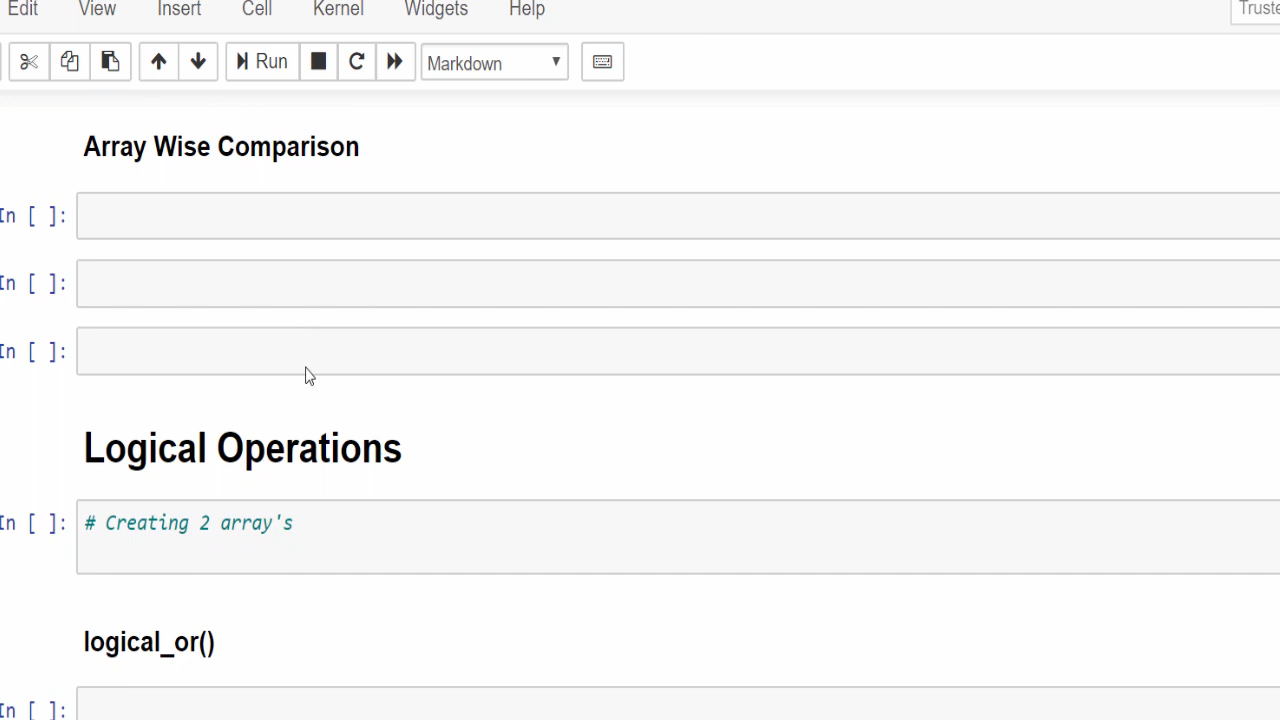 Edit View Insert Cell Kernel Widgets Help
Run Markdown
Array Wise Comparison
In [ ]:
In [ ]:
In [ ]:
Logical Operations
In [ ]: # Creating 2 array's
logical_or()
In [ ]: